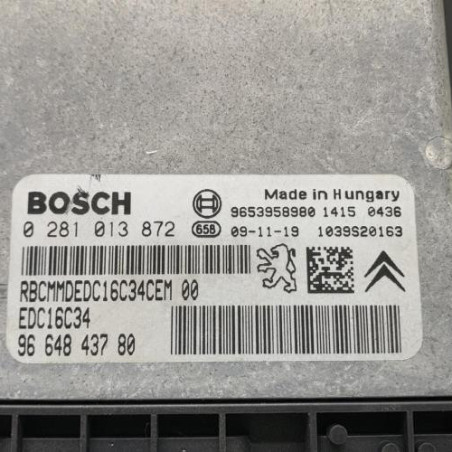 BOSCH
Made in Hungary
9653958980 1415 0436
0 281 013 872 658 09-11-19 1039S20163
RBCMMDEDC16C34CEM 00
EDC16C34
96 648 437 80